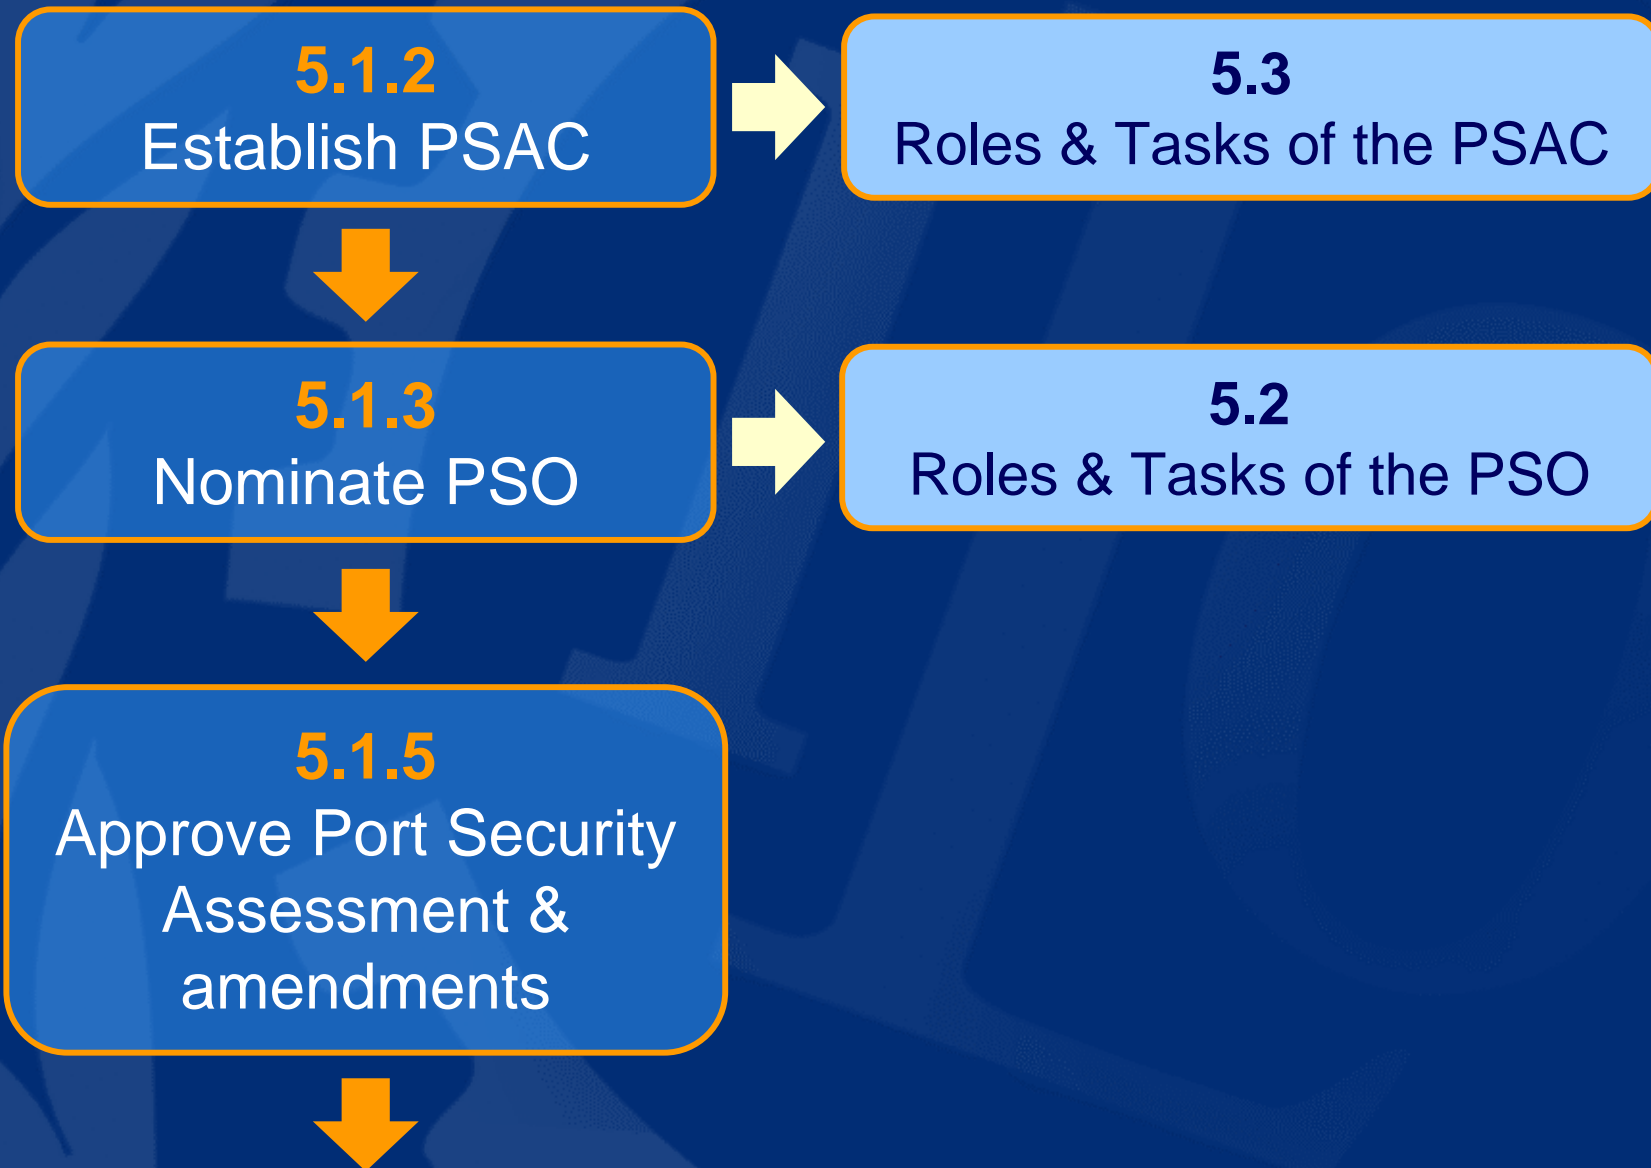 5.1.2
Establish PSAC
5.3
Roles & Tasks of the PSAC
5.1.3
Nominate PSO
5.2
Roles & Tasks of the PSO
5.1.5
Approve Port Security
Assessment &
amendments